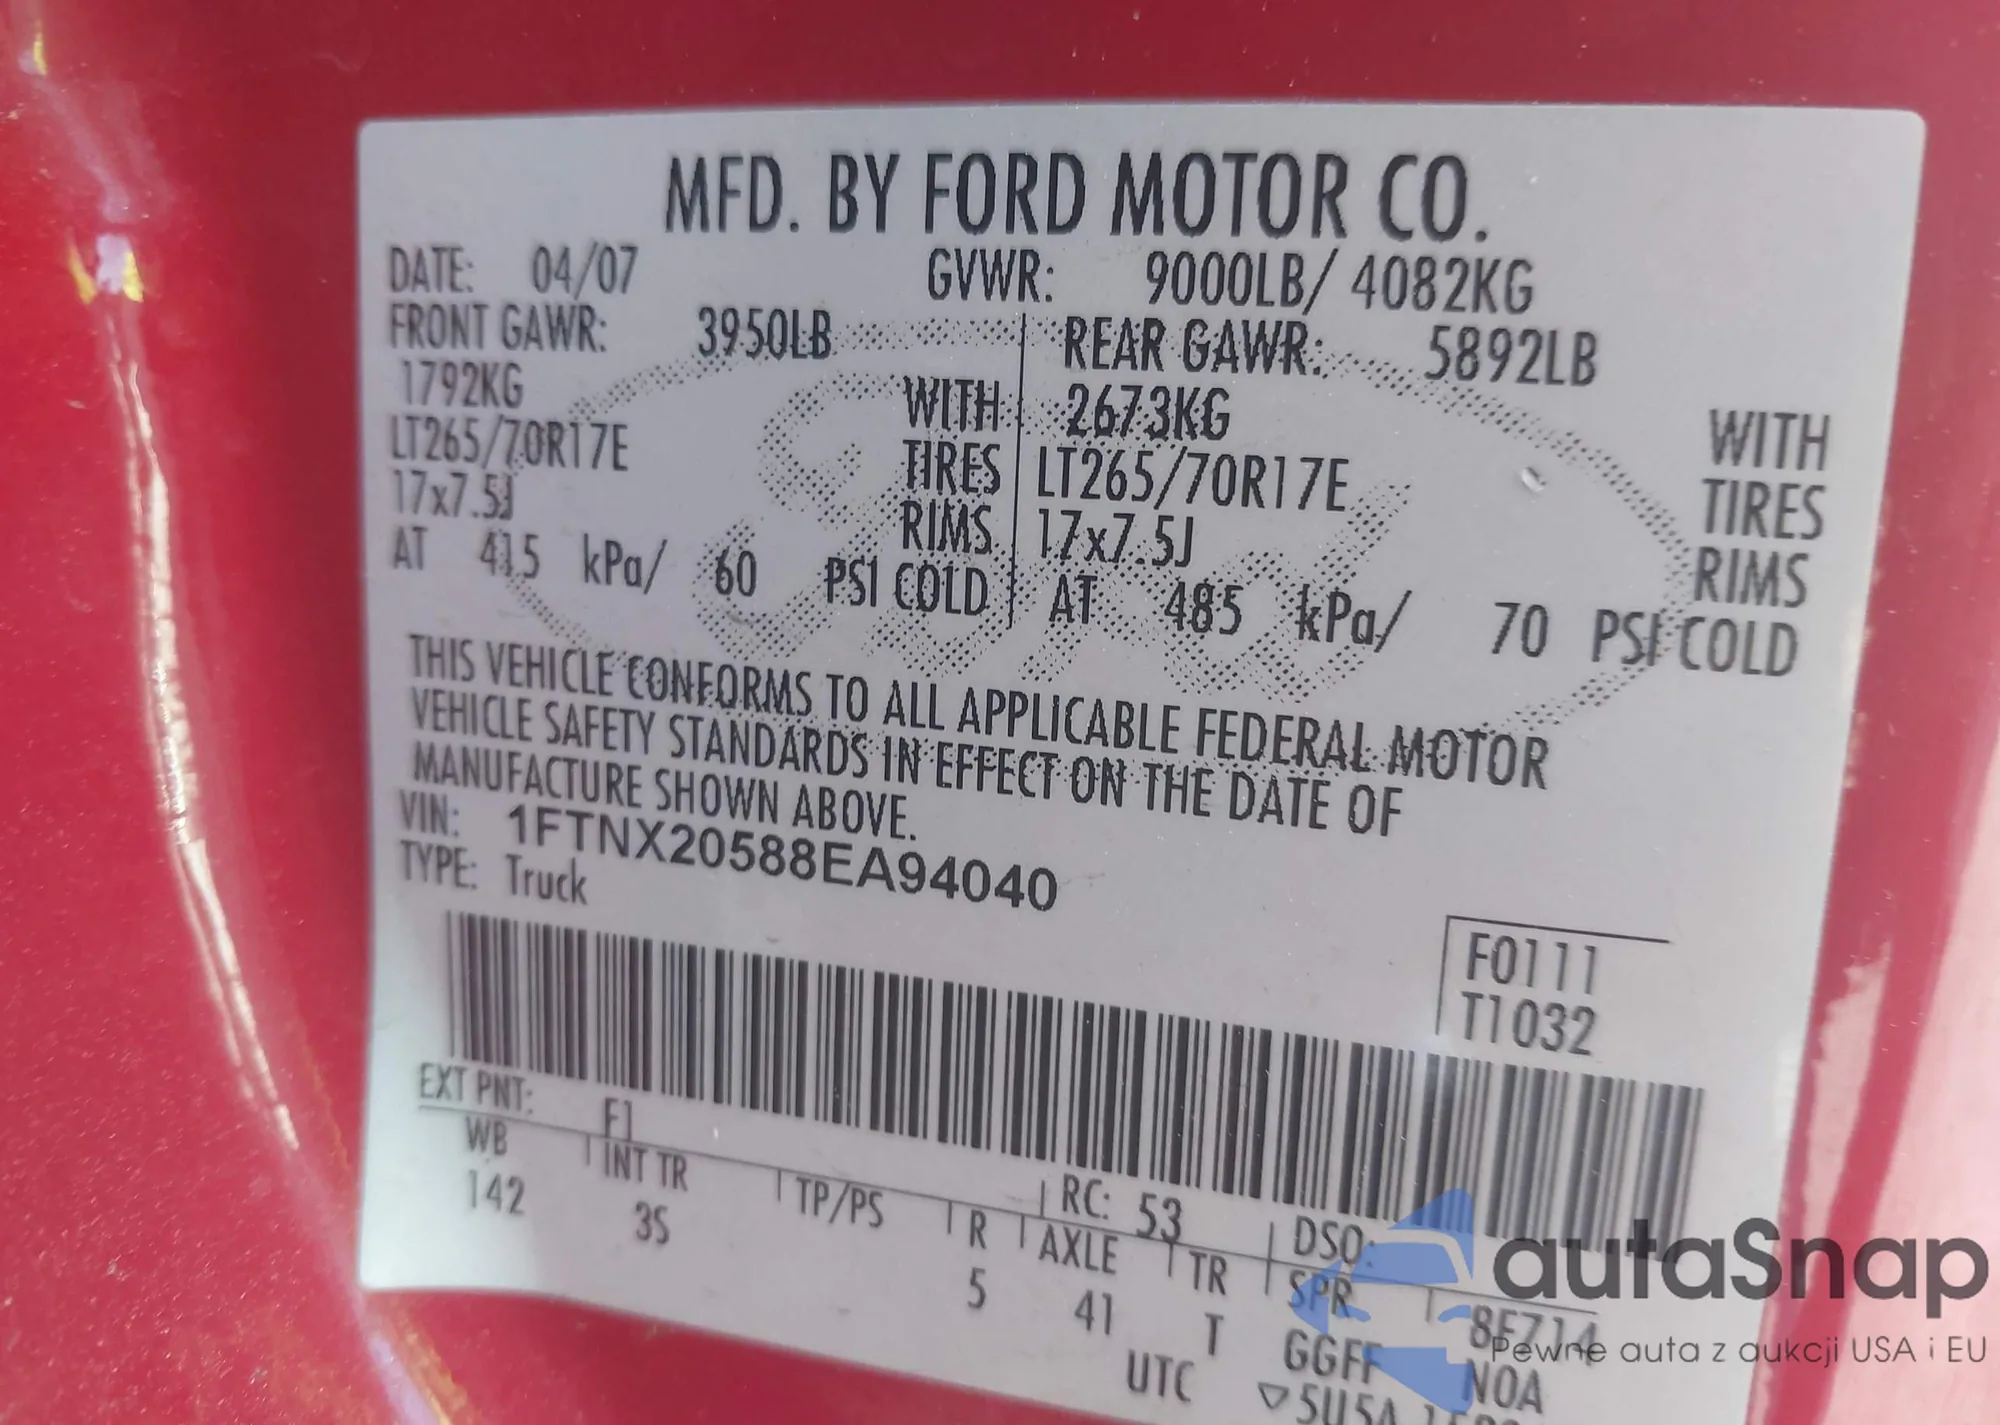 MFD. BY FORD MOTOR CO.
DATE: 04/07 GVWR: 9000LB/ 4082KG
FRONT GAWR: 3950LB REAR GAWR: 5892LB
1792KG WITH 2673KG WITH
LT265/70R17E TIRES LT265/70R17E TIRES
17x7.5J RIMS 17x7.5J RIMS
AT 415 kPa/ 60 PSI COLD AT 485 kPa/ 70 PSI COLD
THIS VEHICLE CONFORMS TO ALL APPLICABLE FEDERAL MOTOR
VEHICLE SAFETY STANDARDS IN EFFECT ON THE DATE OF
MANUFACTURE SHOWN ABOVE.
VIN: 1FTNX20588EA94040
TYPE: Truck
F0111
T1032
EXT PNT: F1 RC: 53 DSO:
WB INT TR TP/PS R AXLE TR SPR
142 3S 5 41 T GGFF
UTC NOA
autaSnap
Pewne auta z aukcji USA i EU